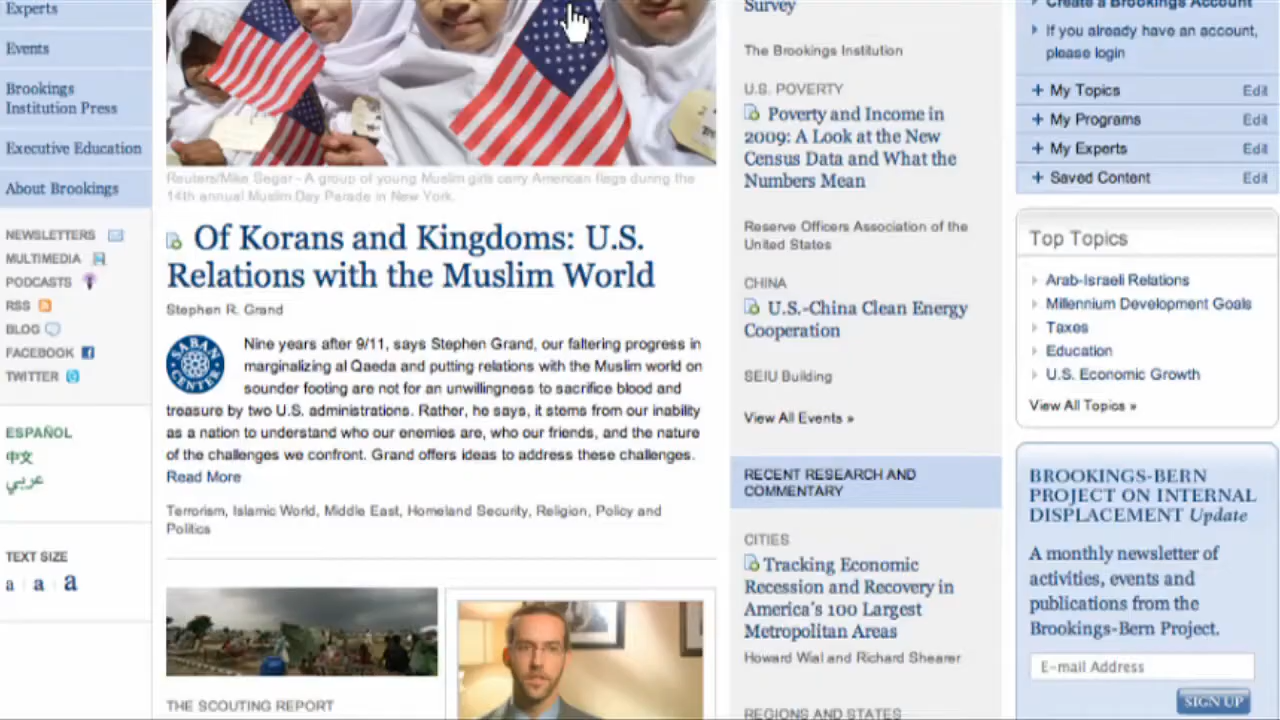 Experts
Events
Brookings
Institution Press
Executive Education
About Brookings
NEWSLETTERS
MULTIMEDIA
PODCASTS
RSS
BLOG
FACEBOOK
TWITTER
ESPAÑOL
中文
عربي
TEXT SIZE
a a a
Reuters/Mike Segar - A group of young Muslim girls carry American flags during the
14th annual Muslim Day Parade in New York.
Of Korans and Kingdoms: U.S.
Relations with the Muslim World
Stephen R. Grand
SABAN CENTER
Nine years after 9/11, says Stephen Grand, our faltering progress in
marginalizing al Qaeda and putting relations with the Muslim world on
sounder footing are not for an unwillingness to sacrifice blood and
treasure by two U.S. administrations. Rather, he says, it stems from our inability
as a nation to understand who our enemies are, who our friends, and the nature
of the challenges we confront. Grand offers ideas to address these challenges.
Read More
Terrorism, Islamic World, Middle East, Homeland Security, Religion, Policy and
Politics
THE SCOUTING REPORT
Survey
The Brookings Institution
U.S. POVERTY
Poverty and Income in
2009: A Look at the New
Census Data and What the
Numbers Mean
Reserve Officers Association of the
United States
CHINA
U.S.-China Clean Energy
Cooperation
SEIU Building
View All Events »
RECENT RESEARCH AND
COMMENTARY
CITIES
Tracking Economic
Recession and Recovery in
America's 100 Largest
Metropolitan Areas
Howard Wial and Richard Shearer
REGIONS AND STATES
Create a Brookings Account
If you already have an account,
please login
+ My Topics Edit
+ My Programs Edit
+ My Experts Edit
+ Saved Content Edit
Top Topics
Arab-Israeli Relations
Millennium Development Goals
Taxes
Education
U.S. Economic Growth
View All Topics »
BROOKINGS-BERN
PROJECT ON INTERNAL
DISPLACEMENT Update
A monthly newsletter of
activities, events and
publications from the
Brookings-Bern Project.
E-mail Address
SIGN UP